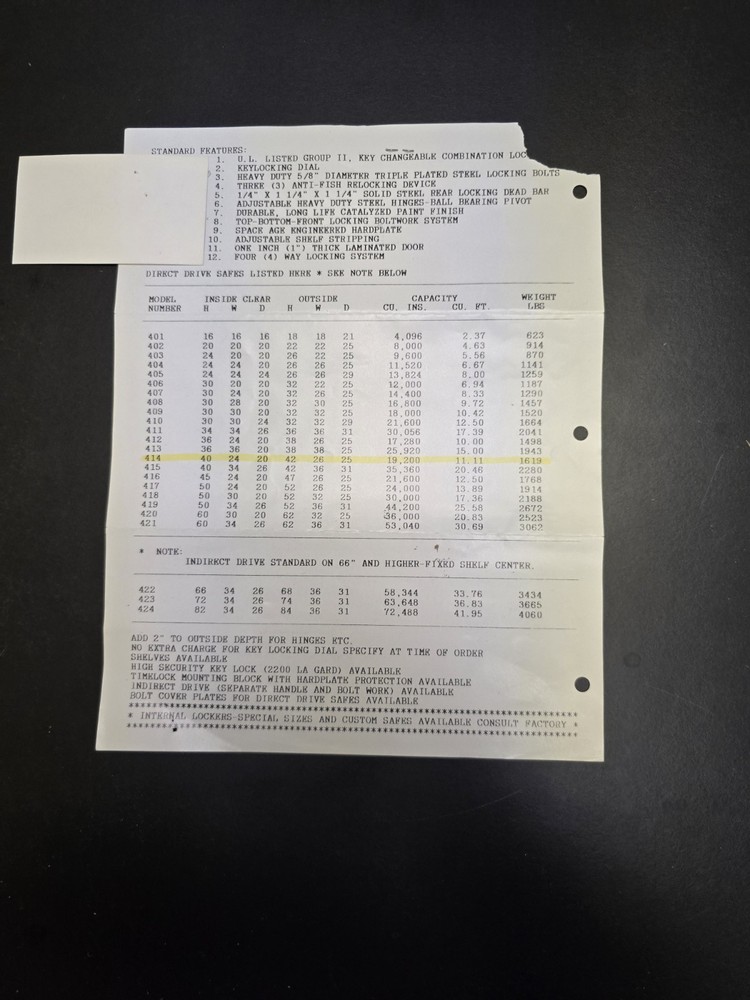 STANDARD FEATURES:
1. U.L. LISTED GROUP II, KEY CHANGEABLE COMBINATION LOC
2. KEYLOCKING DIAL
3. HEAVY DUTY 5/8" DIAMETER TRIPLE PLATED STEEL LOCKING BOLTS
4. THREE (3) ANTI-FISH RELOCKING DEVICE
5. 1/4" X 1 1/4" X 1 1/4" SOLID STEEL REAR LOCKING DEAD BAR
6. ADJUSTABLE HEAVY DUTY STEEL HINGES-BALL BEARING PIVOT
7. DURABLE, LONG LIFE CATALYZED PAINT FINISH
8. TOP-BOTTOM-FRONT LOCKING BOLTWORK SYSTEM
9. SPACE AGE ENGINEERED HARDPLATE
10. ADJUSTABLE SHELF STRIPPING
11. ONE INCH (1") THICK LAMINATED DOOR
12. FOUR (4) WAY LOCKING SYSTEM
DIRECT DRIVE SAFES LISTED HERE * SEE NOTE BELOW
MODEL INSIDE CLEAR OUTSIDE CAPACITY WEIGHT
NUMBER H W D H W D CU. INS. CU. FT. LBS
401 16 16 16 18 18 21 4,096 2.37 623
402 20 20 20 22 22 25 8,000 4.63 914
403 24 20 20 26 22 25 9,600 5.56 870
404 24 24 20 26 26 25 11,520 6.67 1141
405 24 24 24 26 26 29 13,824 8.00 1259
406 30 20 20 32 22 25 12,000 6.94 1187
407 30 24 20 32 26 25 14,400 8.33 1290
408 30 28 20 32 30 25 16,800 9.72 1457
409 30 30 20 32 32 25 18,000 10.42 1520
410 30 30 24 32 32 29 21,600 12.50 1664
411 34 34 26 36 36 31 30,056 17.39 2041
412 36 24 20 38 26 25 17,280 10.00 1498
413 36 36 20 38 38 25 25,920 15.00 1943
414 40 24 20 42 26 25 19,200 11.11 1619
415 40 34 26 42 36 31 35,360 20.46 2280
416 45 24 20 47 26 25 21,600 12.50 1768
417 50 24 20 52 26 25 24,000 13.89 1914
418 50 30 20 52 32 25 30,000 17.36 2188
419 50 34 26 52 36 31 44,200 25.58 2672
420 60 30 20 62 32 25 36,000 20.83 2523
421 60 34 26 62 36 31 53,040 30.69 3062
* NOTE:
INDIRECT DRIVE STANDARD ON 66" AND HIGHER-FIXED SHELF CENTER.
422 66 34 26 68 36 31 58,344 33.76 3434
423 72 34 26 74 36 31 63,648 36.83 3665
424 82 34 26 84 36 31 72,488 41.95 4060
ADD 2" TO OUTSIDE DEPTH FOR HINGES ETC.
NO EXTRA CHARGE FOR KEY LOCKING DIAL SPECIFY AT TIME OF ORDER
SHELVES AVAILABLE
HIGH SECURITY KEY LOCK (2200 LA GARD) AVAILABLE
TIMELOCK MOUNTING BLOCK WITH HARDPLATE PROTECTION AVAILABLE
INDIRECT DRIVE (SEPARATE HANDLE AND BOLT WORK) AVAILABLE
BOLT COVER PLATES FOR DIRECT DRIVE SAFES AVAILABLE
* INTERNAL LOCKERS-SPECIAL SIZES AND CUSTOM SAFES AVAILABLE CONSULT FACTORY *